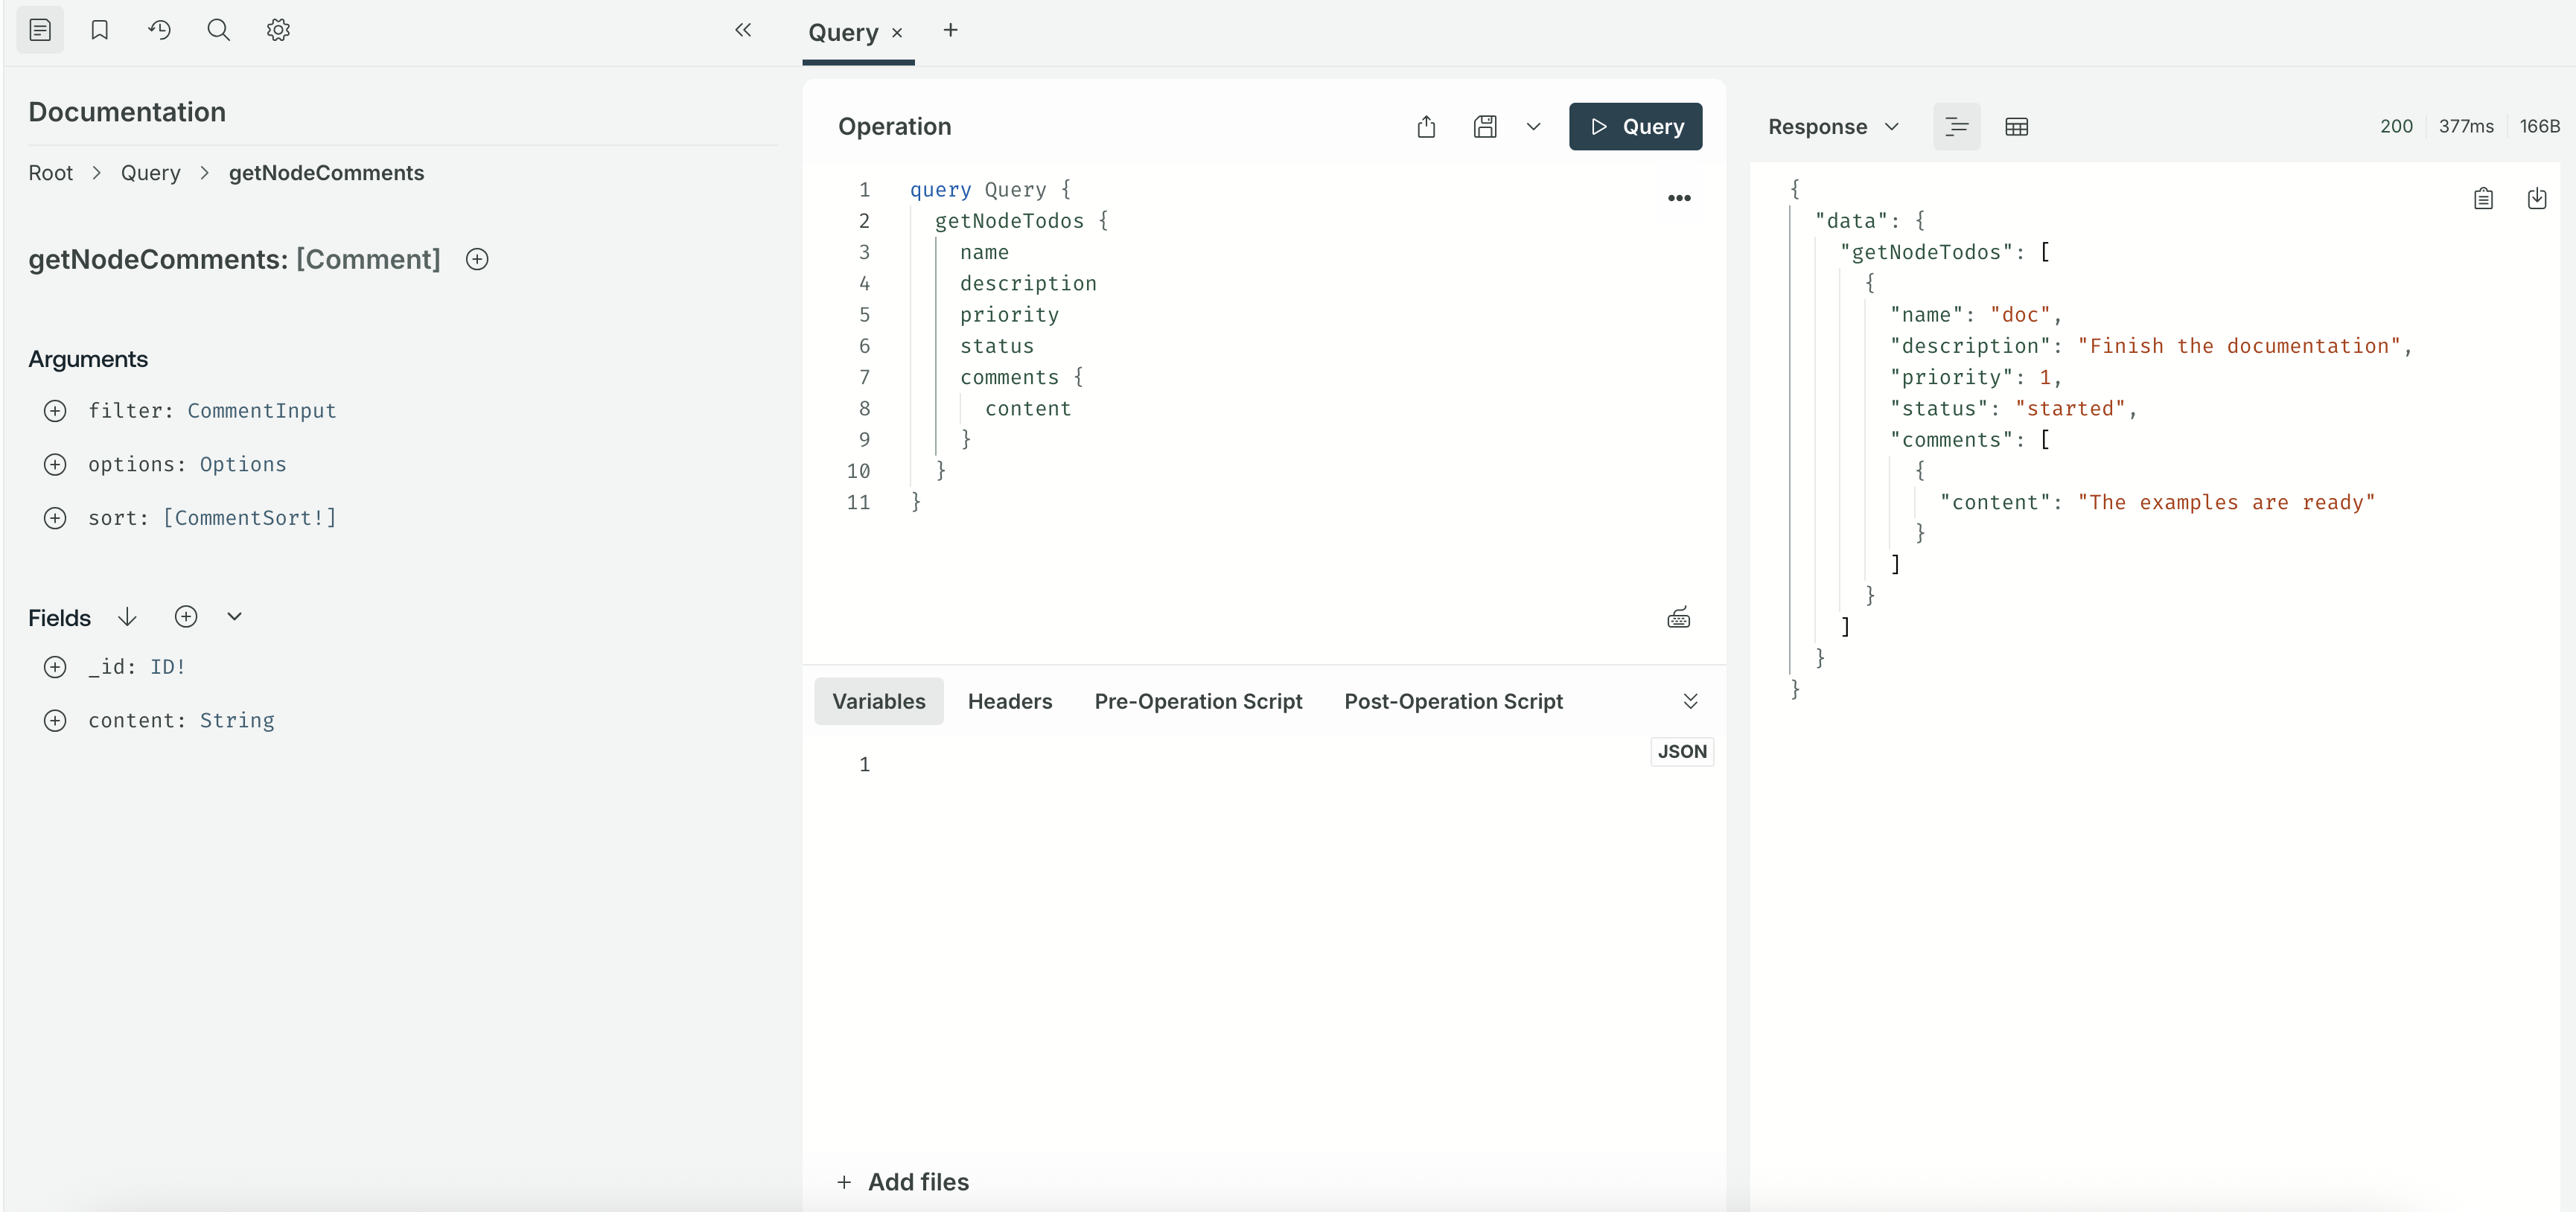 Documentation
Root > Query > getNodeComments
getNodeComments: [Comment]
Arguments
filter: CommentInput
options: Options
sort: [CommentSort!]
Fields
_id: ID!
content: String
Query
Operation
Query
1 query Query {
2 getNodeTodos {
3 name
4 description
5 priority
6 status
7 comments {
8 content
9 }
10 }
11 }
Variables Headers Pre-Operation Script Post-Operation Script
JSON
1
+ Add files
Response
200 377ms 166B
{
"data": {
"getNodeTodos": [
{
"name": "doc",
"description": "Finish the documentation",
"priority": 1,
"status": "started",
"comments": [
{
"content": "The examples are ready"
}
]
}
]
}
}